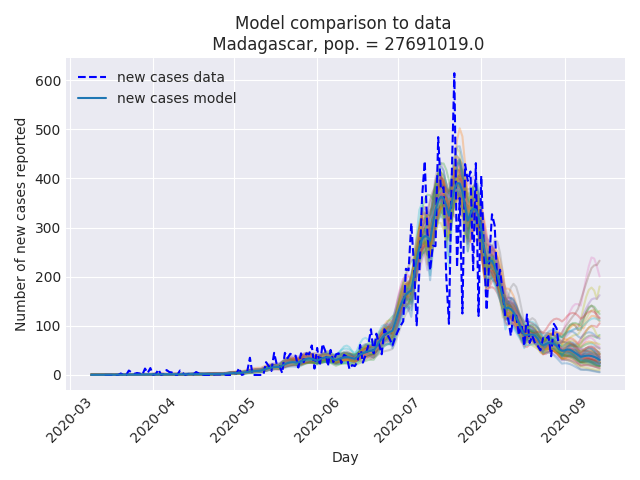 Model comparison to data
Madagascar, pop. = 27691019.0
new cases data
new cases model
Number of new cases reported
600
500
400
300
200
100
0
2020-03
2020-04
2020-05
2020-06
2020-07
2020-08
2020-09
Day